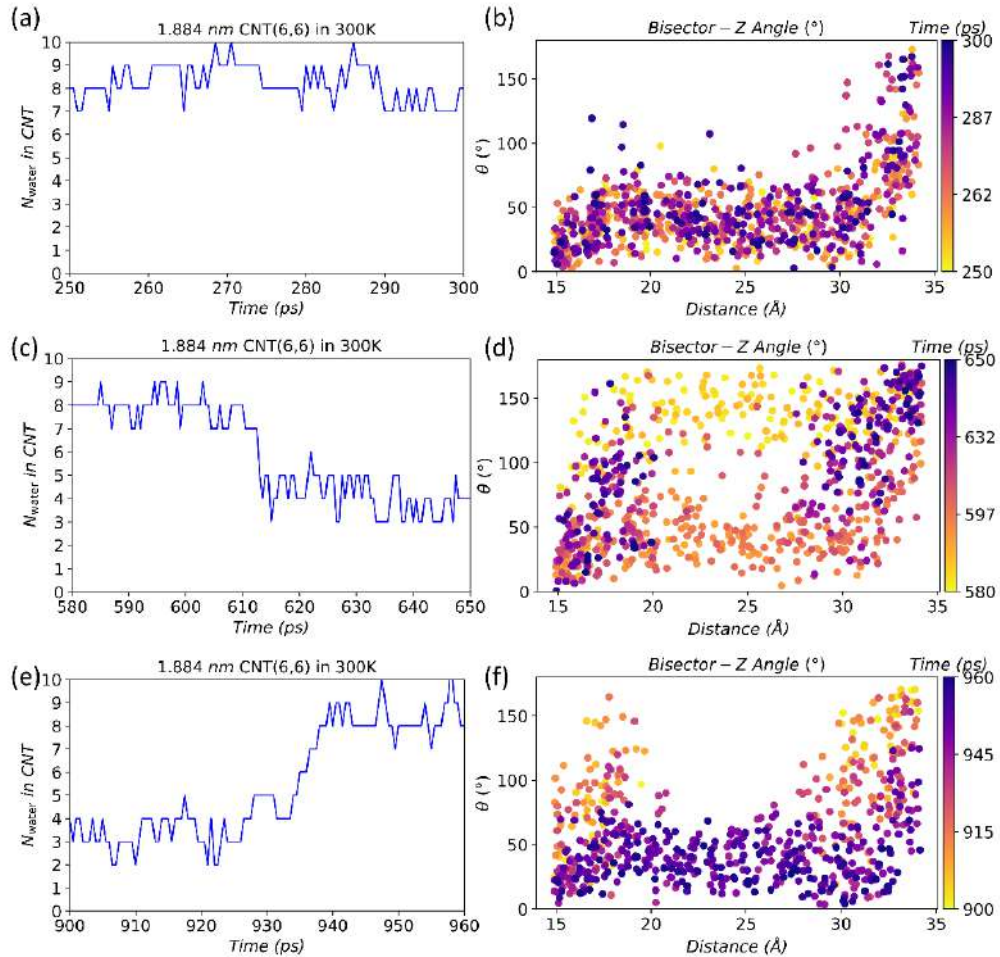 (a)
1.884 nm CNT(6,6) in 300K
10
9
8
7
6
5
4
3
2
1
0
N_water in CNT
250 260 270 280 290 300
Time (ps)
(b)
Bisector − Z Angle (°)
Time (ps)
150
100
50
0
θ (°)
15 20 25 30 35
Distance (Å)
300
287
275
262
250
(c)
1.884 nm CNT(6,6) in 300K
10
9
8
7
6
5
4
3
2
1
0
N_water in CNT
580 590 600 610 620 630 640 650
Time (ps)
(d)
Bisector − Z Angle (°)
Time (ps)
150
100
50
0
θ (°)
15 20 25 30 35
Distance (Å)
650
632
615
597
580
(e)
1.884 nm CNT(6,6) in 300K
10
9
8
7
6
5
4
3
2
1
0
N_water in CNT
900 910 920 930 940 950 960
Time (ps)
(f)
Bisector − Z Angle (°)
Time (ps)
150
100
50
0
θ (°)
15 20 25 30 35
Distance (Å)
960
945
930
915
900